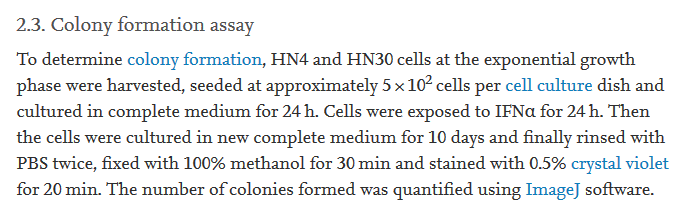 2.3. Colony formation assay
To determine colony formation, HN4 and HN30 cells at the exponential growth
phase were harvested, seeded at approximately 5 × 10² cells per cell culture dish and
cultured in complete medium for 24 h. Cells were exposed to IFNα for 24 h. Then
the cells were cultured in new complete medium for 10 days and finally rinsed with
PBS twice, fixed with 100% methanol for 30 min and stained with 0.5% crystal violet
for 20 min. The number of colonies formed was quantified using ImageJ software.